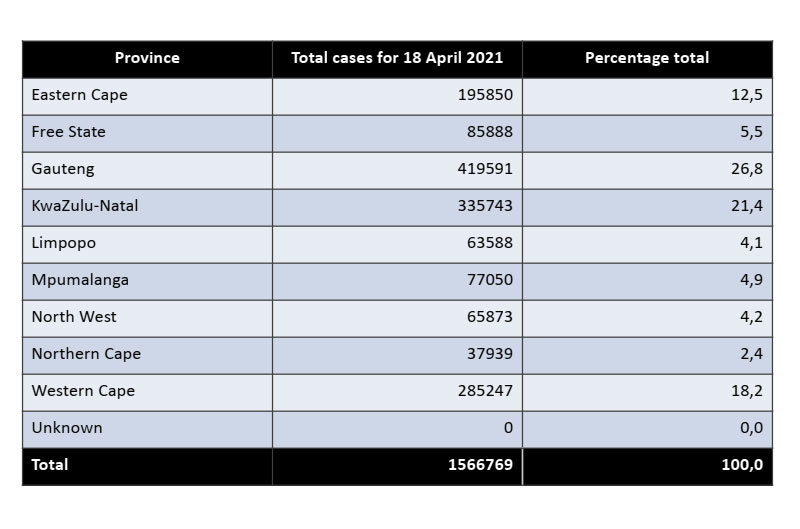 Province Total cases for 18 April 2021 Percentage total
Eastern Cape 195850 12,5
Free State 85888 5,5
Gauteng 419591 26,8
KwaZulu-Natal 335743 21,4
Limpopo 63588 4,1
Mpumalanga 77050 4,9
North West 65873 4,2
Northern Cape 37939 2,4
Western Cape 285247 18,2
Unknown 0 0,0
Total 1566769 100,0